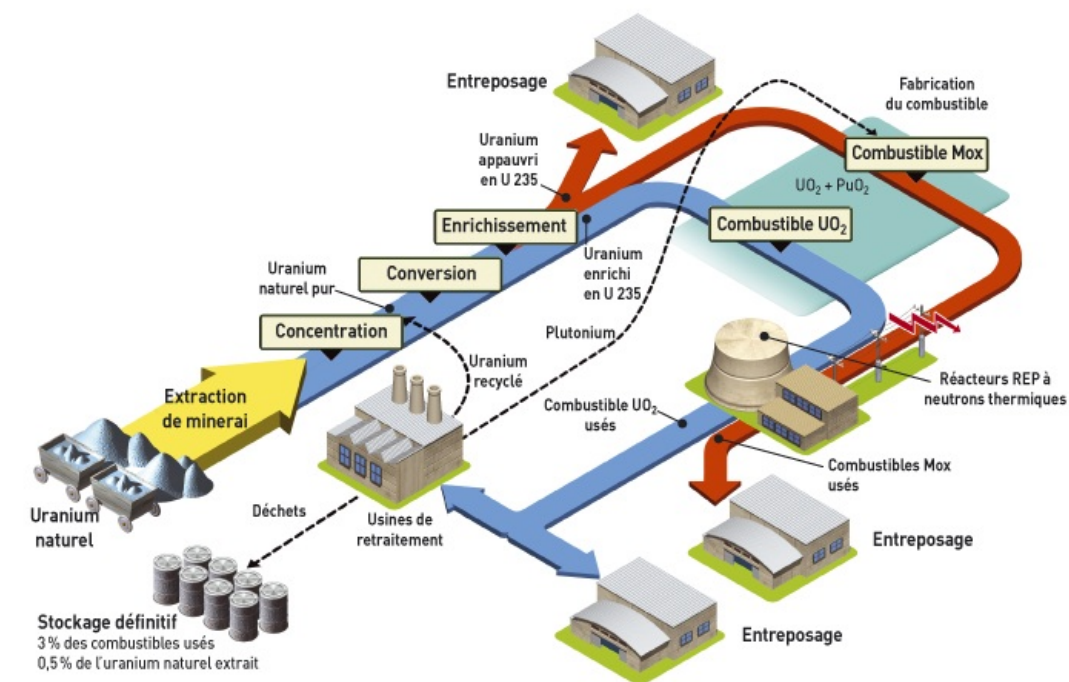 Entreposage
Fabrication
du combustible
Uranium
appauvri
en U 235
Combustible Mox
UO₂ + PuO₂
Enrichissement
Combustible UO₂
Uranium
enrichi
en U 235
Conversion
Uranium
naturel pur
Concentration
Plutonium
Uranium
recyclé
Extraction
de minerai
Réacteurs REP à
neutrons thermiques
Combustible UO₂
usés
Combustibles Mox
usés
Uranium
naturel
Déchets
Usines de
retraitement
Entreposage
Entreposage
Stockage définitif
3 % des combustibles usés
0,5 % de l'uranium naturel extrait